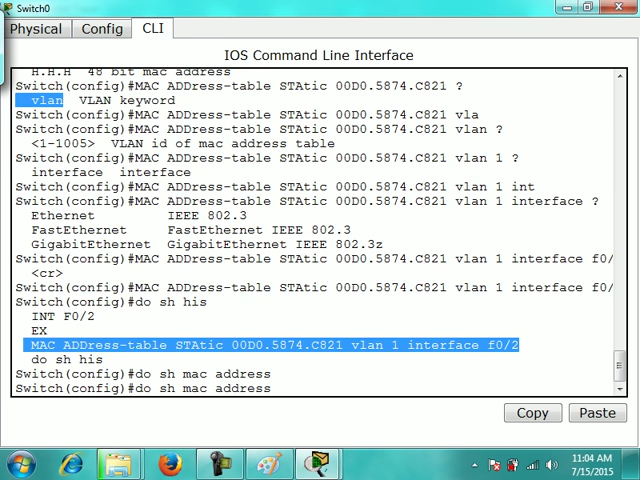 Switch0
Physical Config CLI
IOS Command Line Interface
H.H.H 48 bit mac address
Switch(config)#MAC ADDress-table STAtic 00D0.5874.C821 ?
vlan VLAN keyword
Switch(config)#MAC ADDress-table STAtic 00D0.5874.C821 vla
Switch(config)#MAC ADDress-table STAtic 00D0.5874.C821 vlan ?
<1-1005> VLAN id of mac address table
Switch(config)#MAC ADDress-table STAtic 00D0.5874.C821 vlan 1 ?
interface interface
Switch(config)#MAC ADDress-table STAtic 00D0.5874.C821 vlan 1 int
Switch(config)#MAC ADDress-table STAtic 00D0.5874.C821 vlan 1 interface ?
Ethernet IEEE 802.3
FastEthernet FastEthernet IEEE 802.3
GigabitEthernet GigabitEthernet IEEE 802.3z
Switch(config)#MAC ADDress-table STAtic 00D0.5874.C821 vlan 1 interface f0/
<cr>
Switch(config)#MAC ADDress-table STAtic 00D0.5874.C821 vlan 1 interface f0/
Switch(config)#do sh his
INT F0/2
EX
MAC ADDress-table STAtic 00D0.5874.C821 vlan 1 interface f0/2
do sh his
Switch(config)#do sh mac address
Switch(config)#do sh mac address
Copy Paste
11:04 AM
7/15/2015